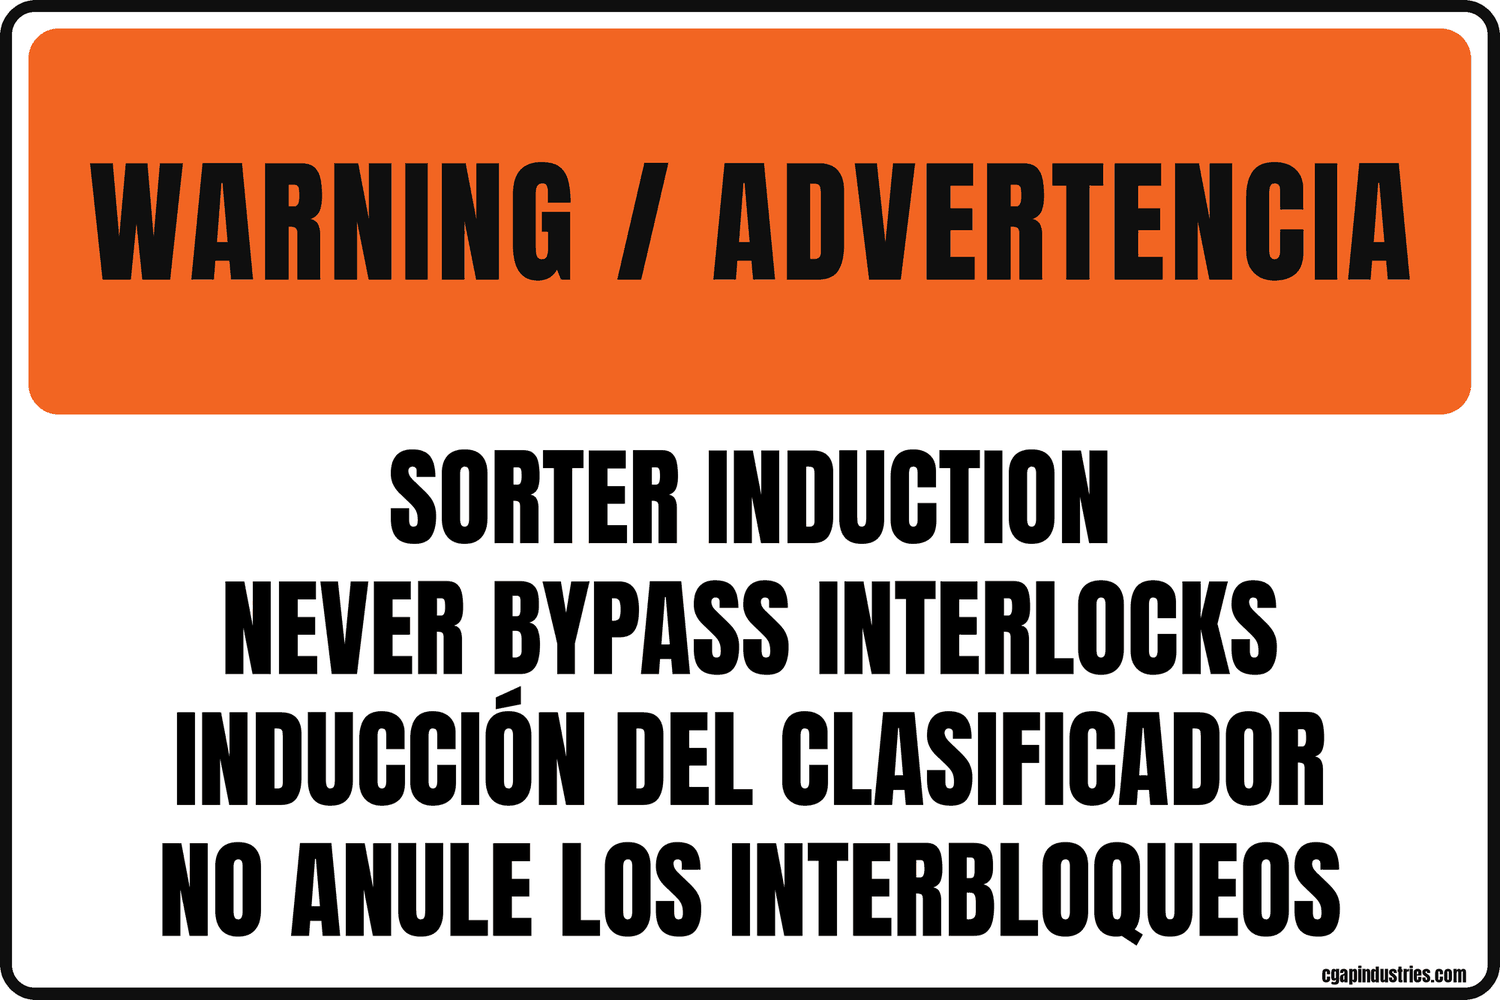 WARNING / ADVERTENCIA
SORTER INDUCTION
NEVER BYPASS INTERLOCKS
INDUCCIÓN DEL CLASIFICADOR
NO ANULE LOS INTERBLOQUEOS
cgapindustries.com